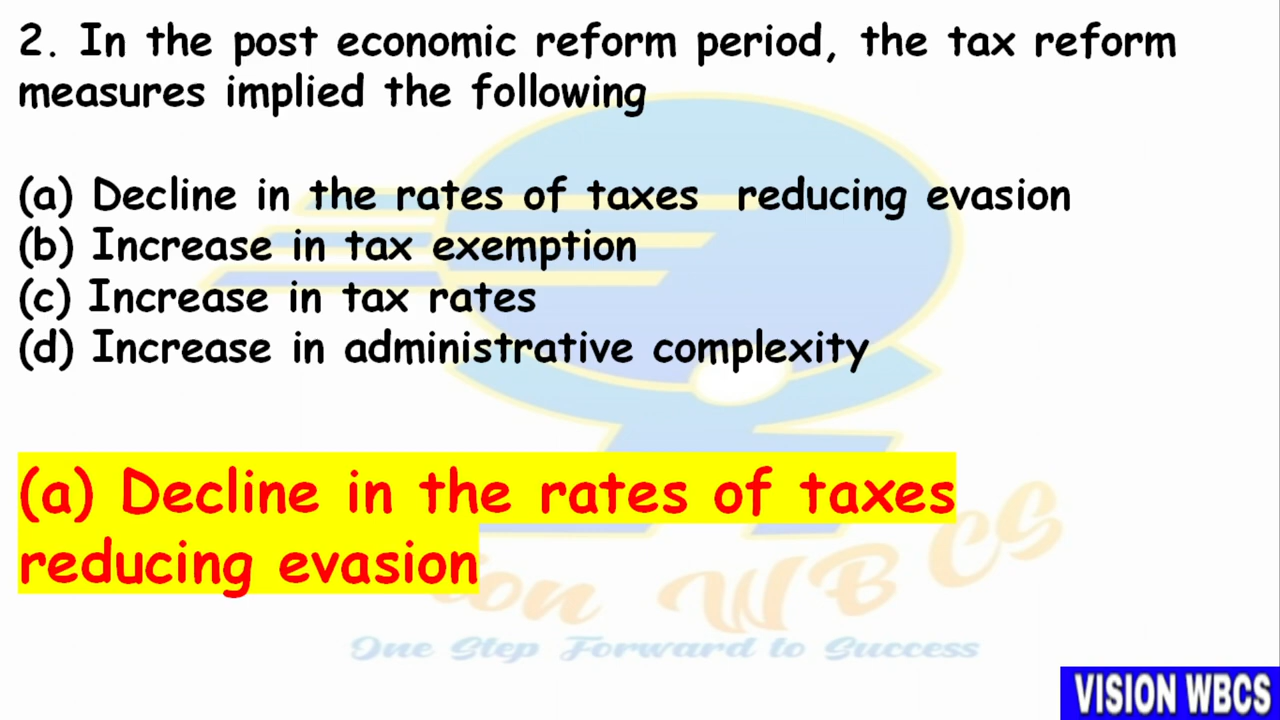 2. In the post economic reform period, the tax reform
measures implied the following
(a) Decline in the rates of taxes reducing evasion
(b) Increase in tax exemption
(c) Increase in tax rates
(d) Increase in administrative complexity
(a) Decline in the rates of taxes
reducing evasion
WBCS
One Step Forward to Success
VISION WBCS